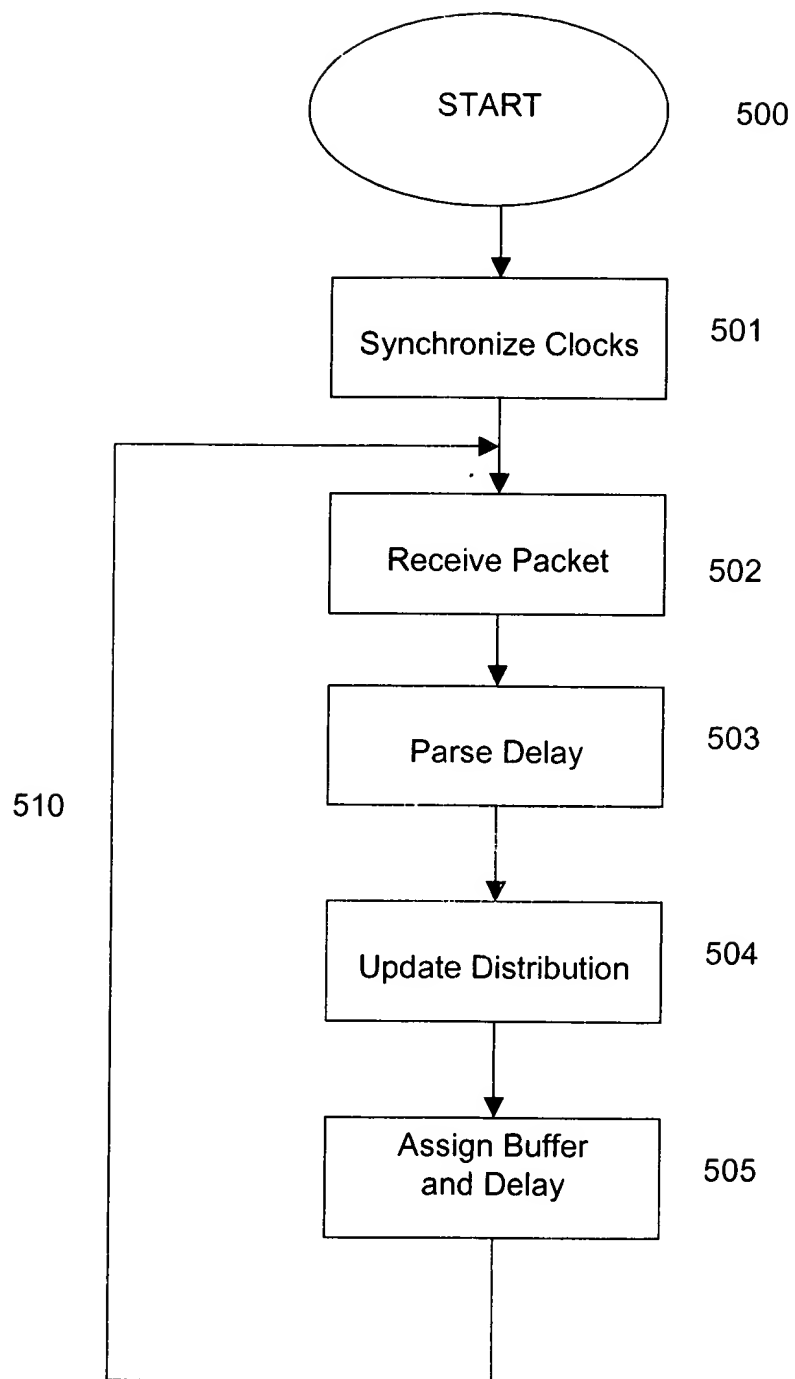 START
500
Synchronize Clocks
501
Receive Packet
502
Parse Delay
503
510
Update Distribution
504
Assign Buffer
and Delay
505